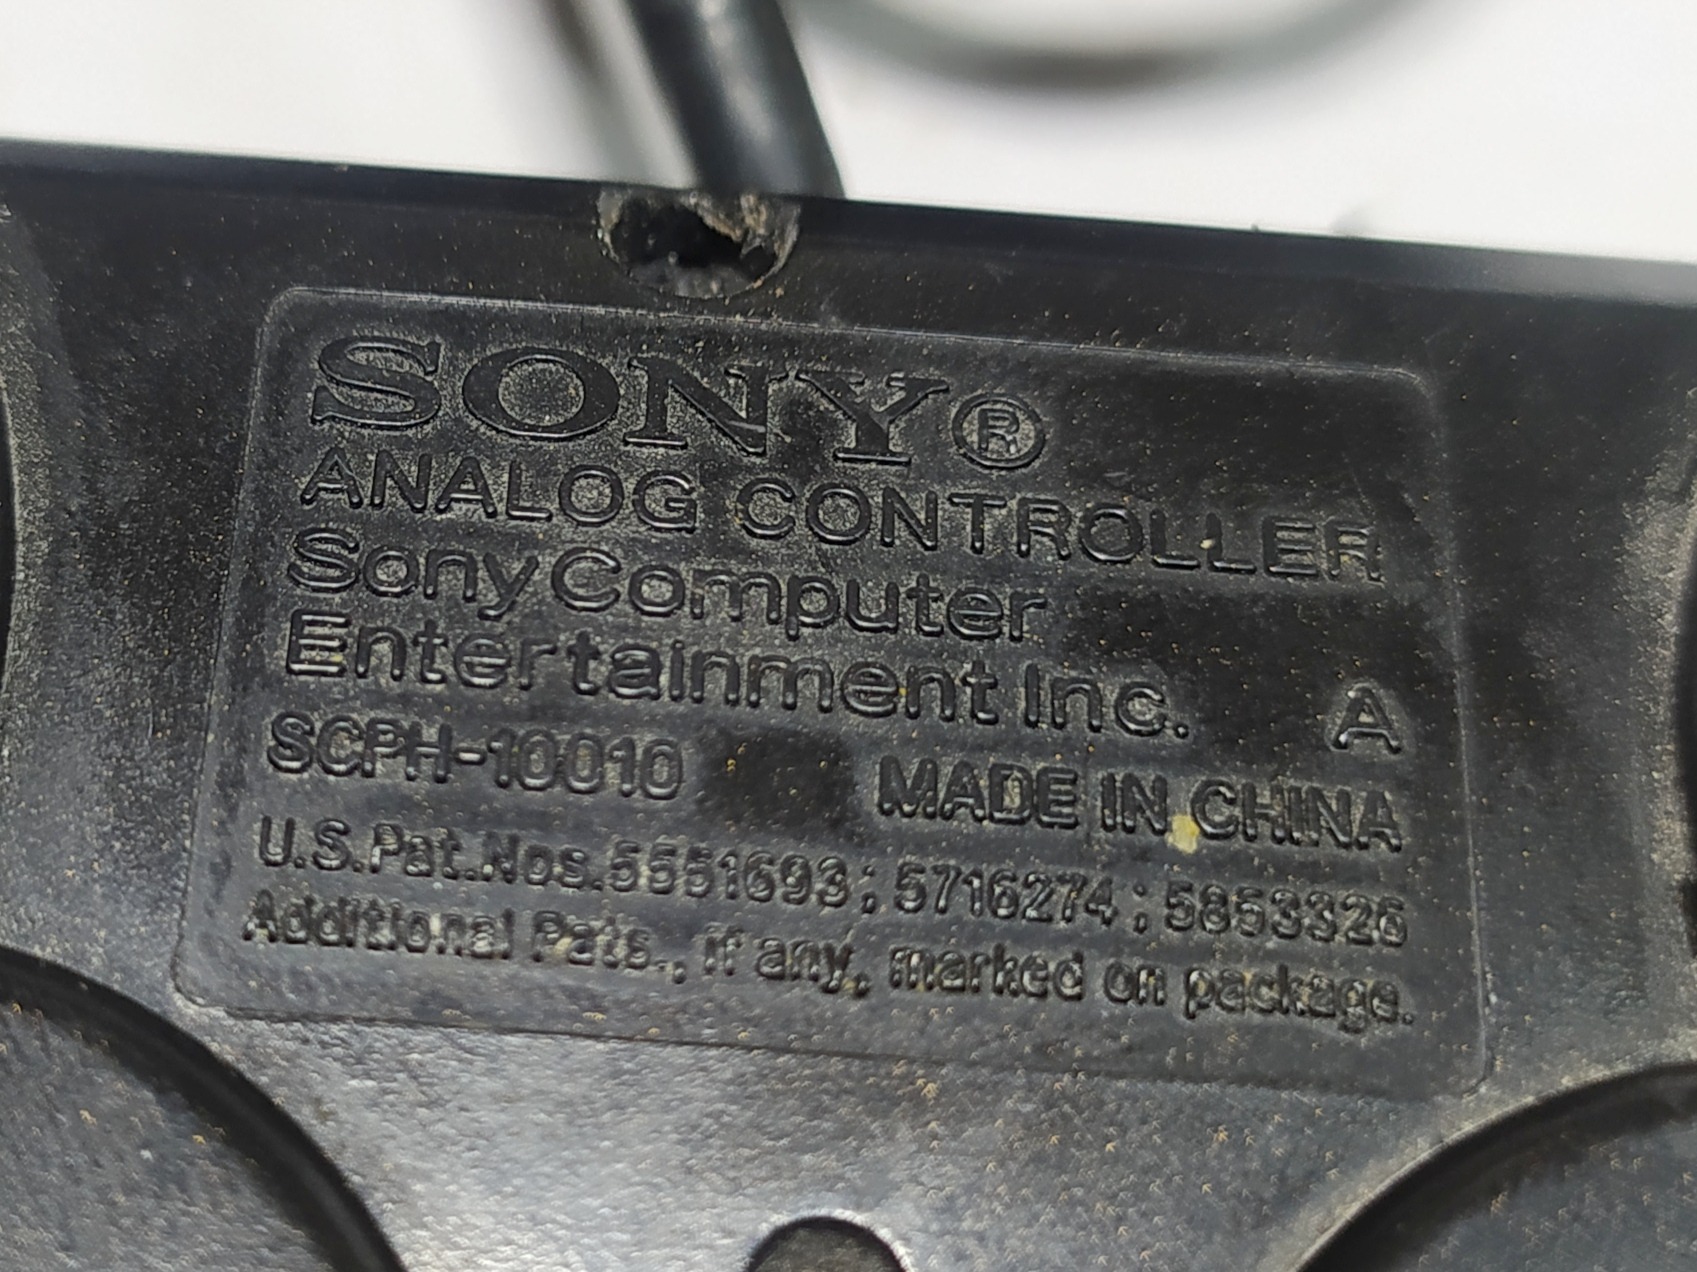 SONY®
ANALOG CONTROLLER
Sony Computer
Entertainment Inc. A
SCPH-10010 MADE IN CHINA
U.S.Pat.Nos.5551693; 5716274; 5853326
Additional Pats., if any, marked on package.